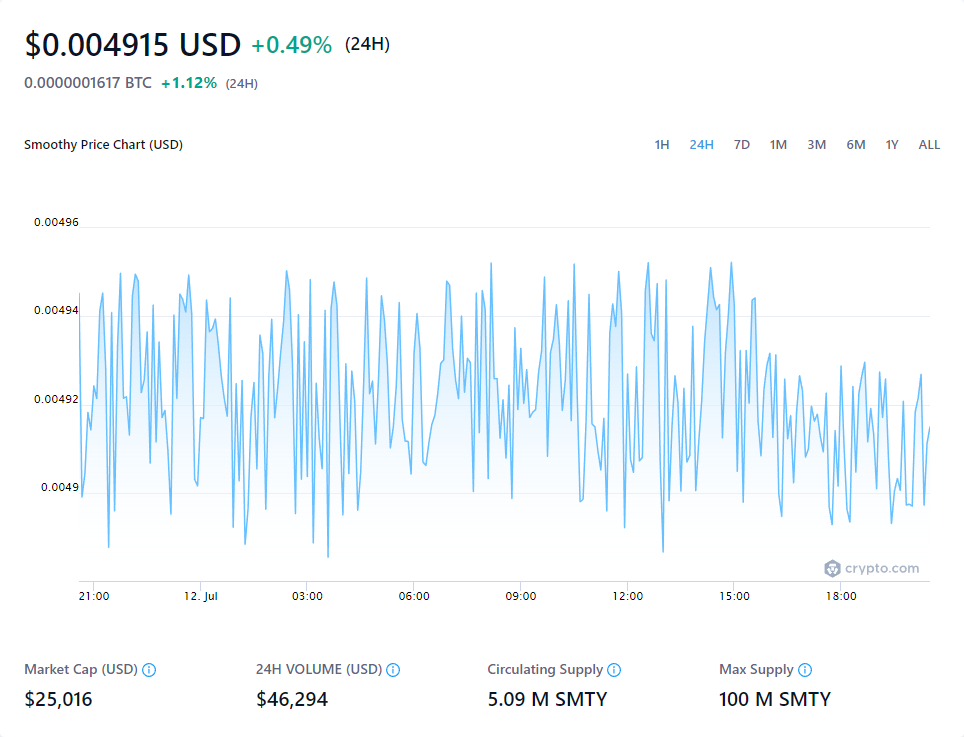 $0.004915 USD +0.49% (24H)
0.0000001617 BTC +1.12% (24H)
Smoothy Price Chart (USD) 1H 24H 7D 1M 3M 6M 1Y ALL
0.00496
0.00494
0.00492
0.0049
crypto.com
21:00 12. Jul 03:00 06:00 09:00 12:00 15:00 18:00
Market Cap (USD) 24H VOLUME (USD) Circulating Supply Max Supply
$25,016 $46,294 5.09 M SMTY 100 M SMTY